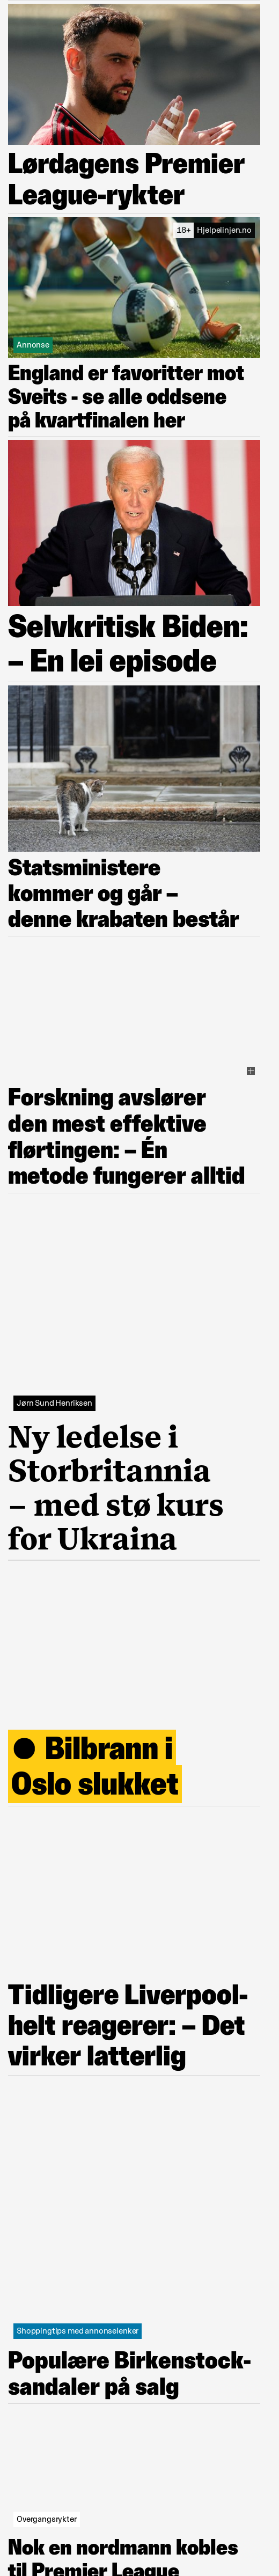 Lørdagens Premier
League-rykter
18+ Hjelpelinjen.no
Annonse
England er favoritter mot
Sveits - se alle oddsene
på kvartfinalen her
Selvkritisk Biden:
– En lei episode
Statsministere
kommer og går –
denne krabaten består
Forskning avslører
den mest effektive
flørtingen: – Én
metode fungerer alltid
Jørn Sund Henriksen
Ny ledelse i
Storbritannia
– med stø kurs
for Ukraina
● Bilbrann i
Oslo slukket
Tidligere Liverpool-
helt reagerer: – Det
virker latterlig
Shoppingtips med annonselenker
Populære Birkenstock-
sandaler på salg
Overgangsrykter
Nok en nordmann kobles
til Premier League